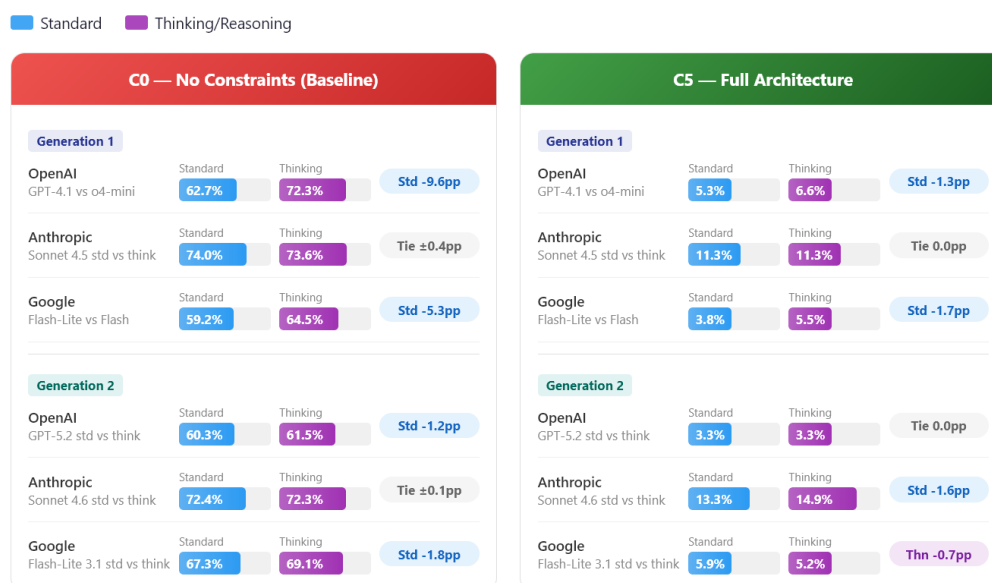 Standard Thinking/Reasoning
C0 — No Constraints (Baseline)
Generation 1
OpenAI
GPT-4.1 vs o4-mini
Standard
62.7%
Thinking
72.3%
Std -9.6pp
Anthropic
Sonnet 4.5 std vs think
Standard
74.0%
Thinking
73.6%
Tie ±0.4pp
Google
Flash-Lite vs Flash
Standard
59.2%
Thinking
64.5%
Std -5.3pp
Generation 2
OpenAI
GPT-5.2 std vs think
Standard
60.3%
Thinking
61.5%
Std -1.2pp
Anthropic
Sonnet 4.6 std vs think
Standard
72.4%
Thinking
72.3%
Tie ±0.1pp
Google
Flash-Lite 3.1 std vs think
Standard
67.3%
Thinking
69.1%
Std -1.8pp
C5 — Full Architecture
Generation 1
OpenAI
GPT-4.1 vs o4-mini
Standard
5.3%
Thinking
6.6%
Std -1.3pp
Anthropic
Sonnet 4.5 std vs think
Standard
11.3%
Thinking
11.3%
Tie 0.0pp
Google
Flash-Lite vs Flash
Standard
3.8%
Thinking
5.5%
Std -1.7pp
Generation 2
OpenAI
GPT-5.2 std vs think
Standard
3.3%
Thinking
3.3%
Tie 0.0pp
Anthropic
Sonnet 4.6 std vs think
Standard
13.3%
Thinking
14.9%
Std -1.6pp
Google
Flash-Lite 3.1 std vs think
Standard
5.9%
Thinking
5.2%
Thn -0.7pp